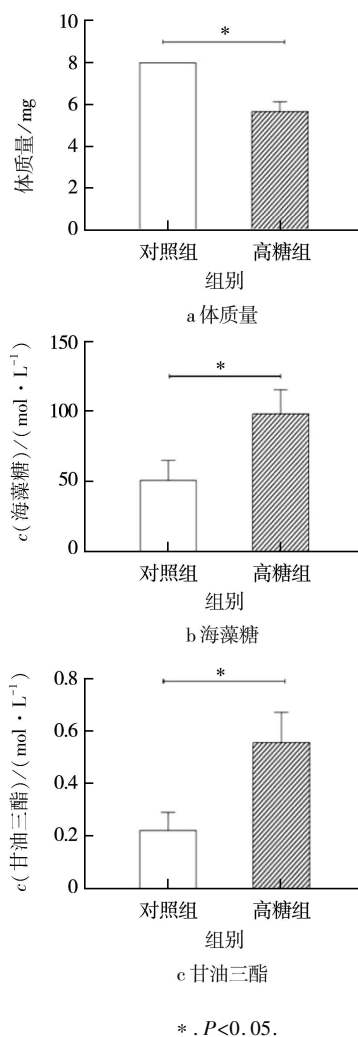 *
10
8
6
4
2
0
体质量/mg
对照组 高糖组
组别
a 体质量
*
150
100
50
0
c(海藻糖)/(mol·L⁻¹)
对照组 高糖组
组别
b 海藻糖
*
0.8
0.6
0.4
0.2
0
c(甘油三酯)/(mol·L⁻¹)
对照组 高糖组
组别
c 甘油三酯
*.P<0.05.